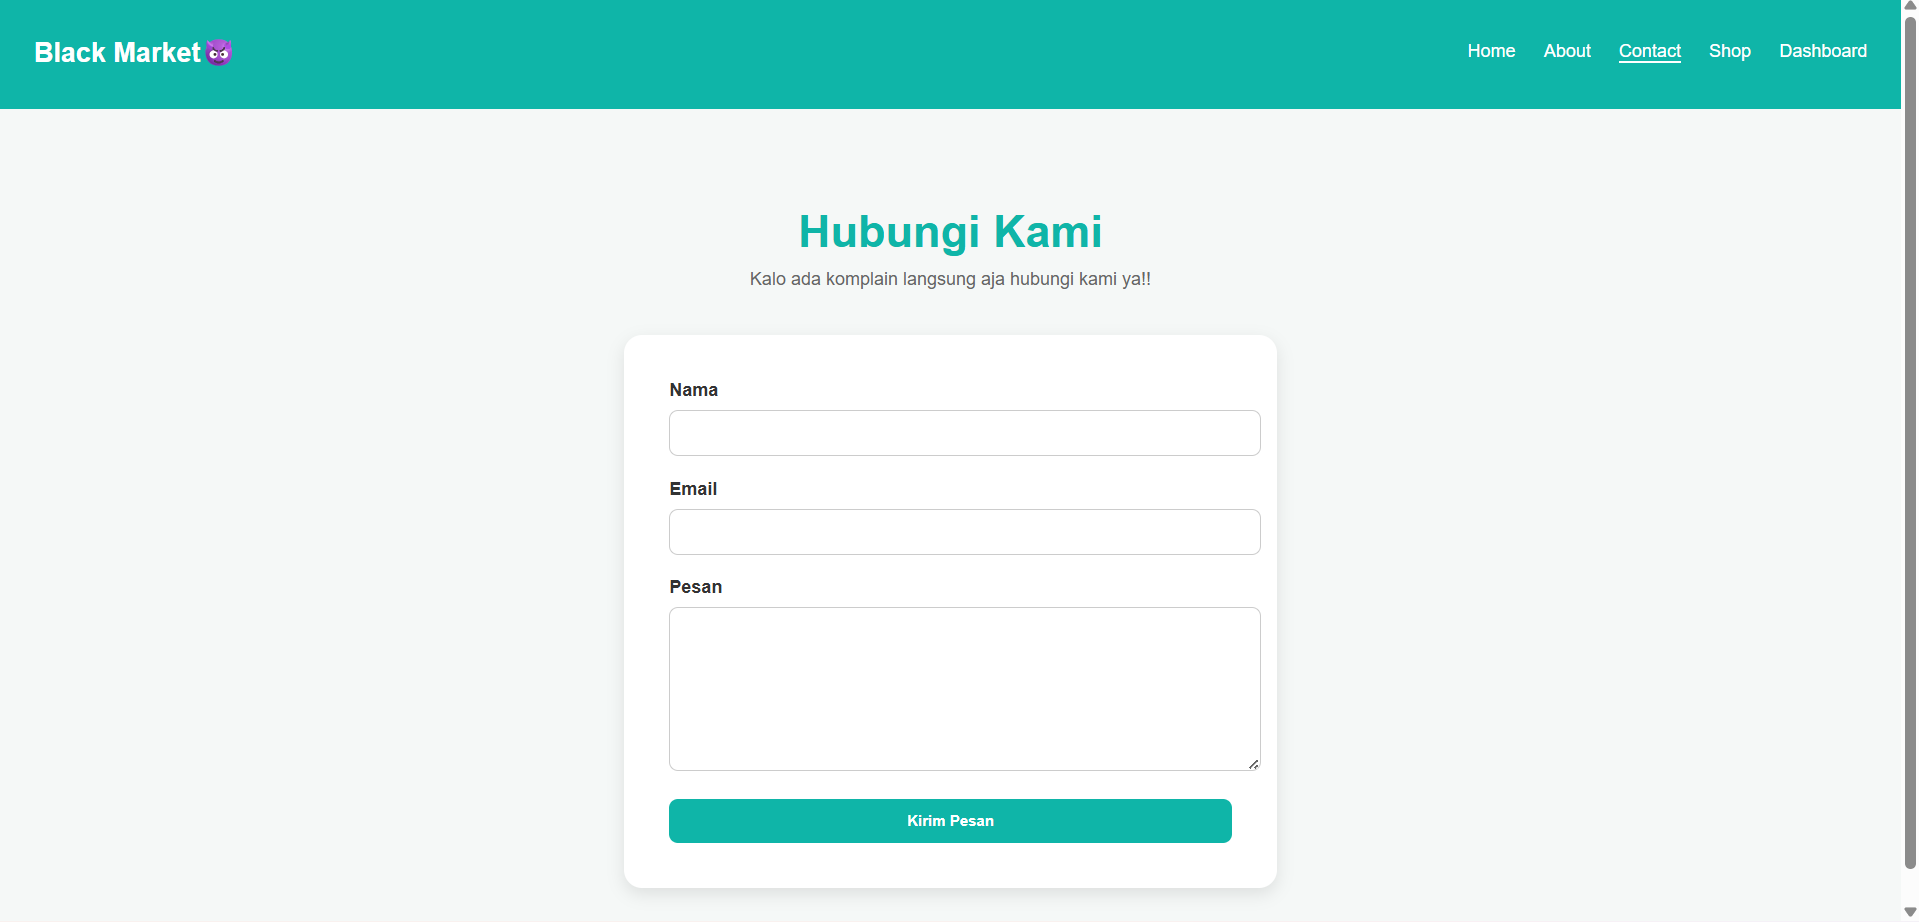 Black Market😈
Home About Contact Shop Dashboard
Hubungi Kami
Kalo ada komplain langsung aja hubungi kami ya!!
Nama
Email
Pesan
Kirim Pesan